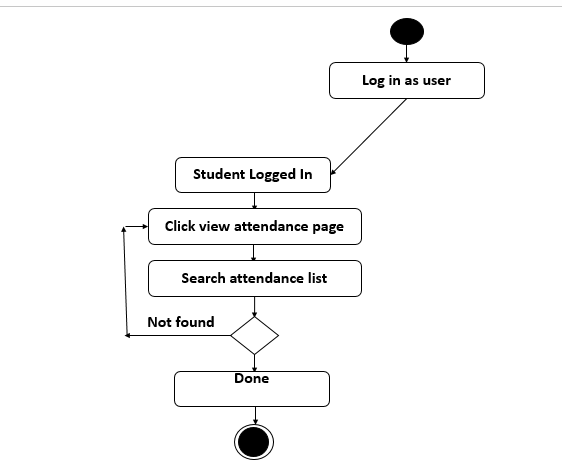 Log in as user
Student Logged In
Click view attendance page
Search attendance list
Not found
Done